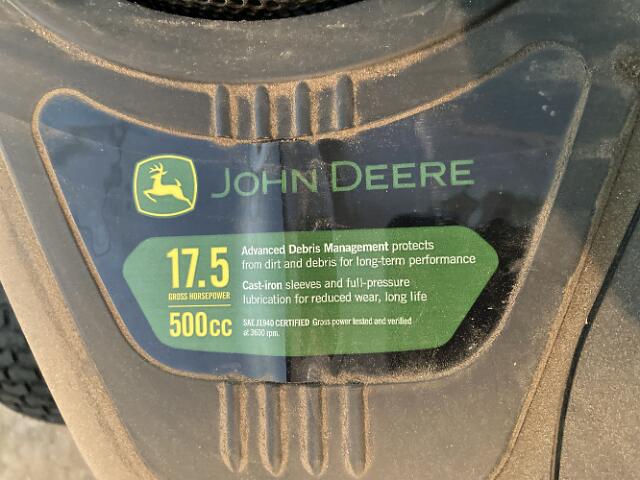 JOHN DEERE
17.5
GROSS HORSEPOWER
500cc
Advanced Debris Management protects
from dirt and debris for long-term performance
Cast-iron sleeves and full-pressure
lubrication for reduced wear, long life
SAE J1940 CERTIFIED Gross power tested and verified
at 3600 rpm.